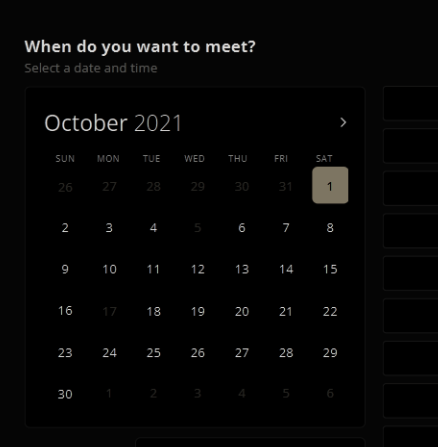 When do you want to meet?
Select a date and time
October 2021
SUN MON TUE WED THU FRI SAT
26 27 28 29 30 31 1
2 3 4 5 6 7 8
9 10 11 12 13 14 15
16 17 18 19 20 21 22
23 24 25 26 27 28 29
30 1 2 3 4 5 6